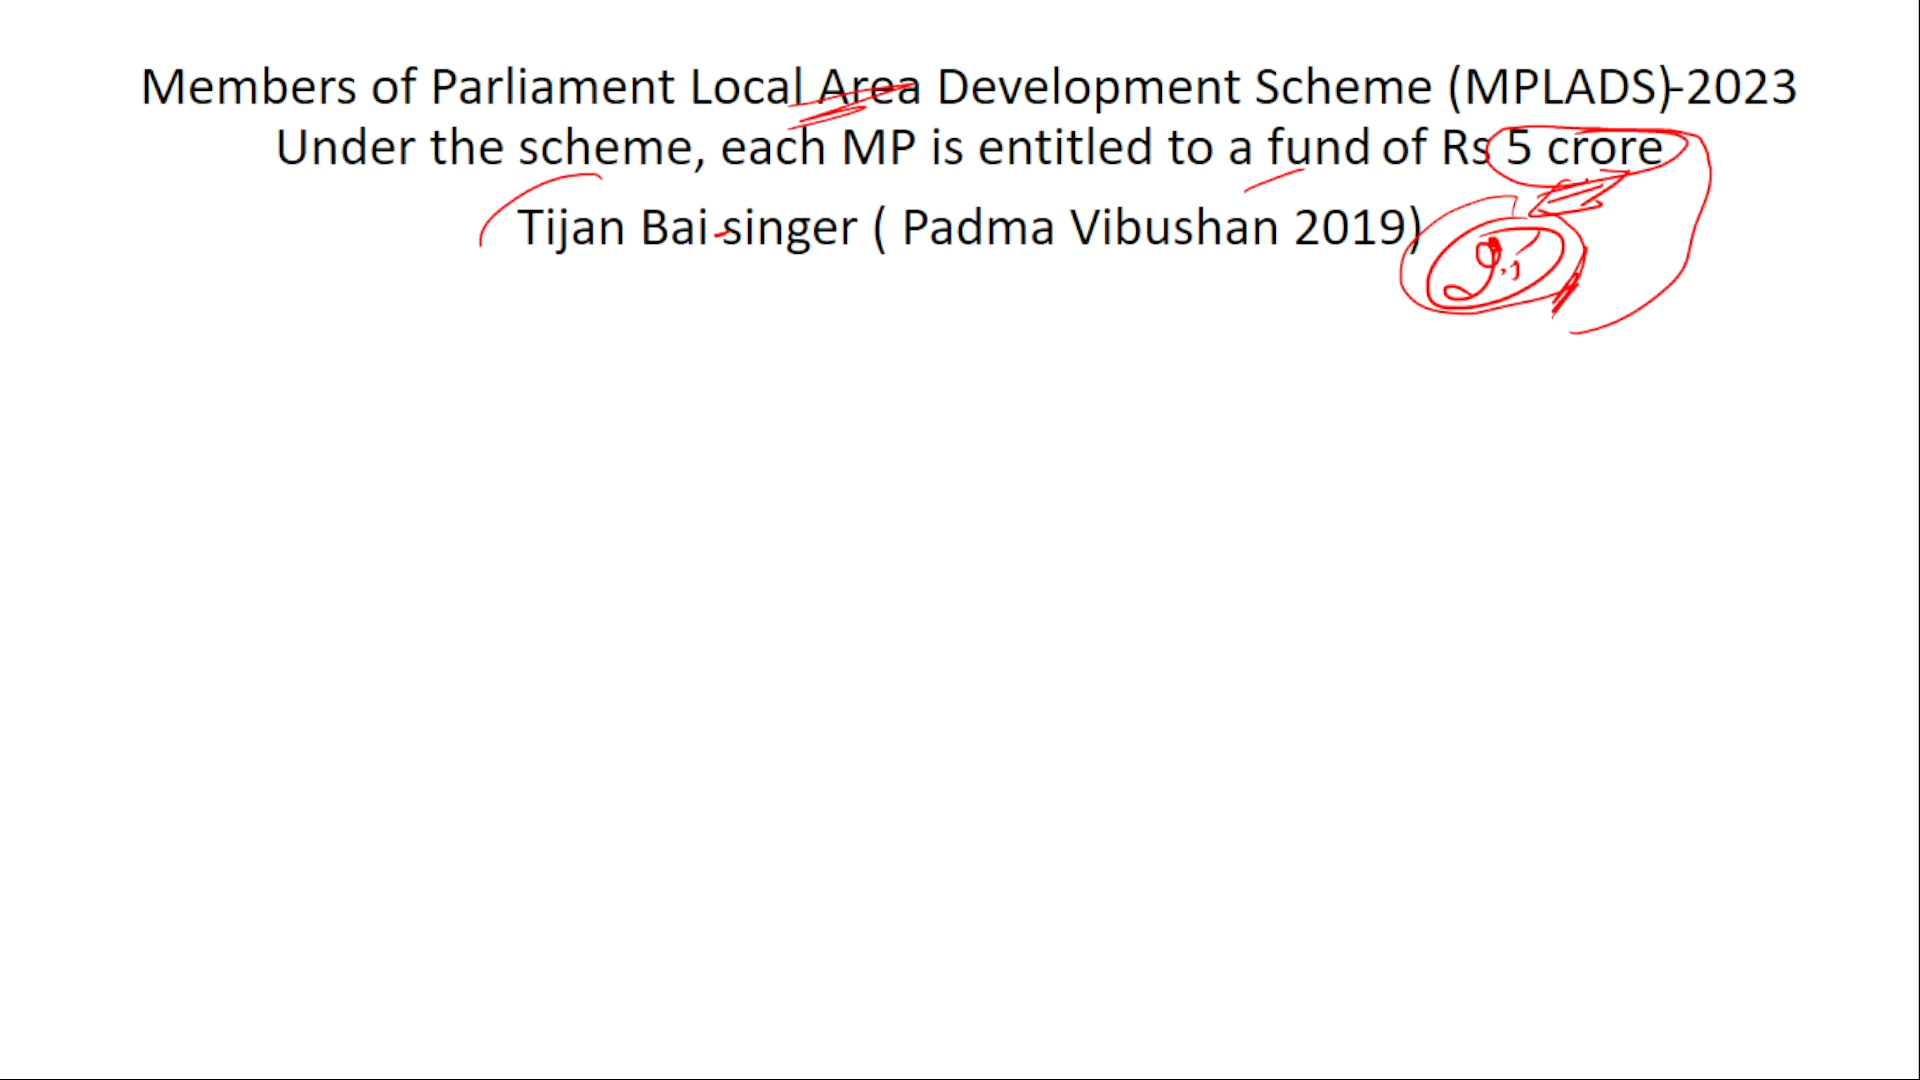 Members of Parliament Local Area Development Scheme (MPLADS)-2023
Under the scheme, each MP is entitled to a fund of Rs 5 crore
Tijan Bai-singer ( Padma Vibushan 2019)